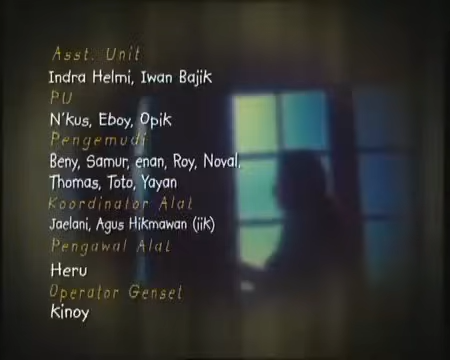 Asst. Unit
Indra Helmi, Iwan Bajik
PU
N'kus, Eboy, Opik
Pengemudi
Beny, Samur, enan, Roy, Noval,
Thomas, Toto, Yayan
Koordinator Alat
Jaelani, Agus Hikmawan (jik)
Pengawal Alat
Heru
Operator Genset
Kinoy